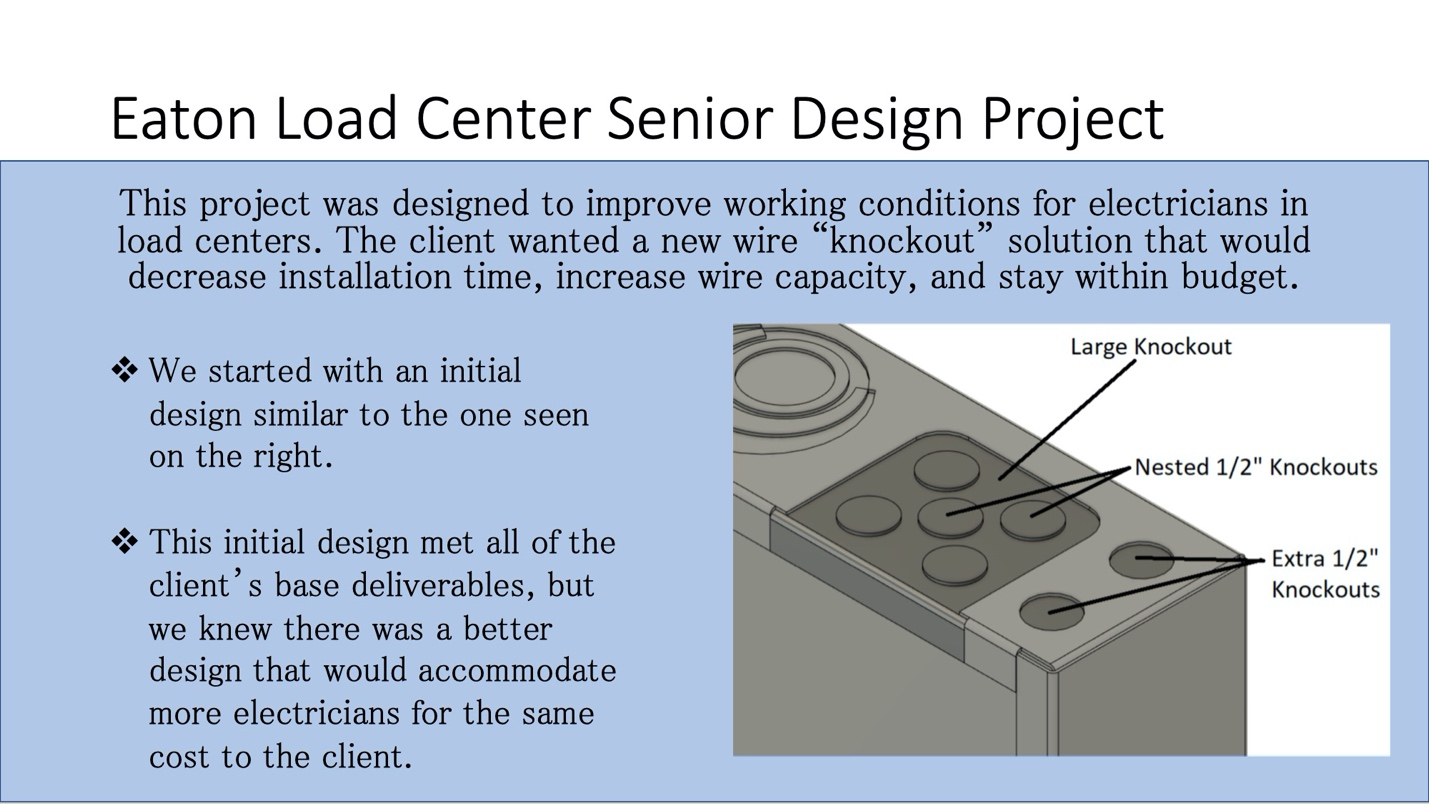 Eaton Load Center Senior Design Project
This project was designed to improve working conditions for electricians in
load centers. The client wanted a new wire “knockout” solution that would
decrease installation time, increase wire capacity, and stay within budget.
❖ We started with an initial
design similar to the one seen
on the right.
❖ This initial design met all of the
client’s base deliverables, but
we knew there was a better
design that would accommodate
more electricians for the same
cost to the client.
Large Knockout
Nested 1/2" Knockouts
Extra 1/2"
Knockouts